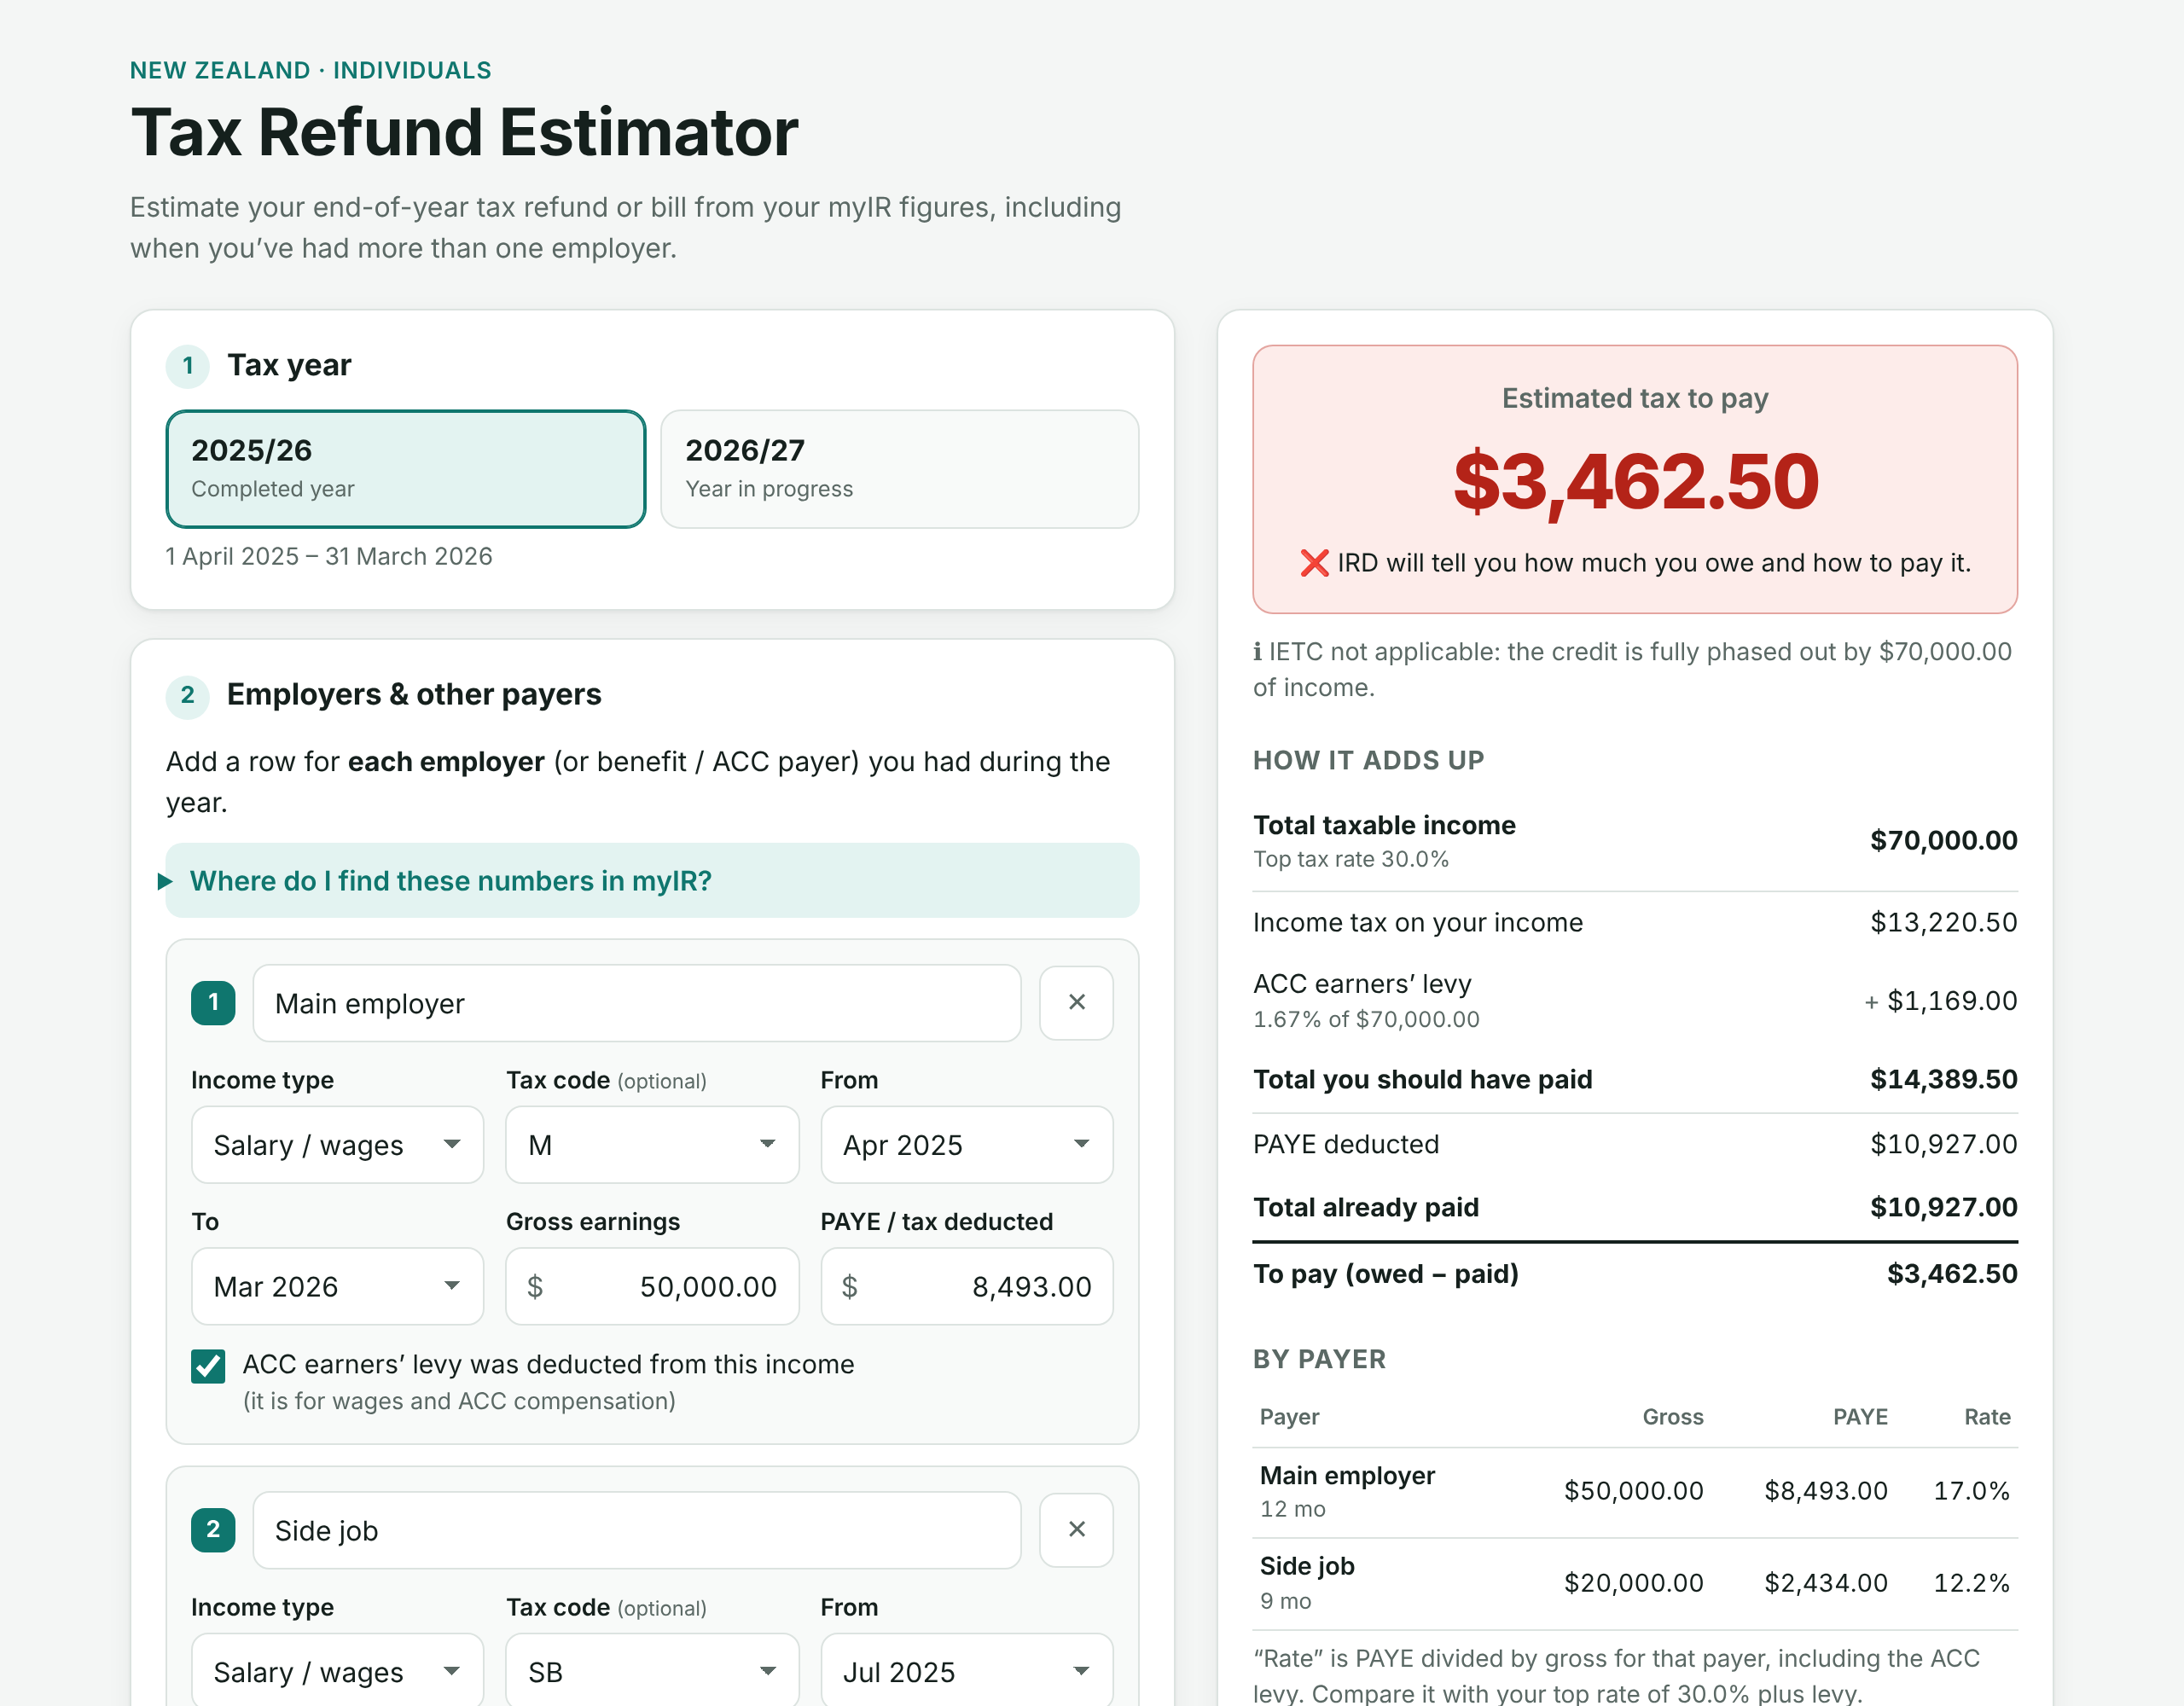 NEW ZEALAND · INDIVIDUALS
Tax Refund Estimator
Estimate your end-of-year tax refund or bill from your myIR figures, including
when you’ve had more than one employer.
1 Tax year
2025/26
Completed year
2026/27
Year in progress
1 April 2025 – 31 March 2026
2 Employers & other payers
Add a row for each employer (or benefit / ACC payer) you had during the
year.
▶ Where do I find these numbers in myIR?
1 Main employer ✕
Income type Tax code (optional) From
Salary / wages M Apr 2025
To Gross earnings PAYE / tax deducted
Mar 2026 $ 50,000.00 $ 8,493.00
ACC earners’ levy was deducted from this income
(it is for wages and ACC compensation)
2 Side job ✕
Income type Tax code (optional) From
Salary / wages SB Jul 2025
Estimated tax to pay
$3,462.50
❌ IRD will tell you how much you owe and how to pay it.
ℹ IETC not applicable: the credit is fully phased out by $70,000.00
of income.
HOW IT ADDS UP
Total taxable income $70,000.00
Top tax rate 30.0%
Income tax on your income $13,220.50
ACC earners’ levy + $1,169.00
1.67% of $70,000.00
Total you should have paid $14,389.50
PAYE deducted $10,927.00
Total already paid $10,927.00
To pay (owed – paid) $3,462.50
BY PAYER
Payer Gross PAYE Rate
Main employer $50,000.00 $8,493.00 17.0%
12 mo
Side job $20,000.00 $2,434.00 12.2%
9 mo
“Rate” is PAYE divided by gross for that payer, including the ACC
levy. Compare it with your top rate of 30.0% plus levy.